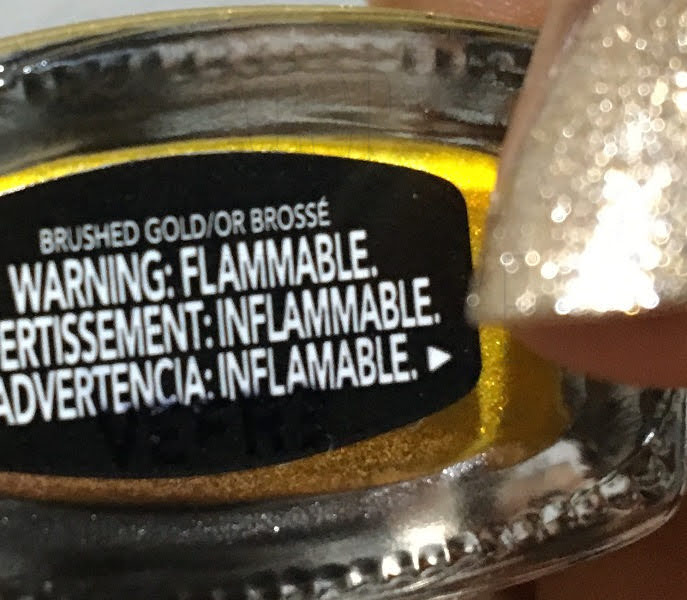 BRUSHED GOLD/OR BROSSÉ
WARNING: FLAMMABLE.
ERTISSEMENT: INFLAMMABLE.
ADVERTENCIA: INFLAMABLE.